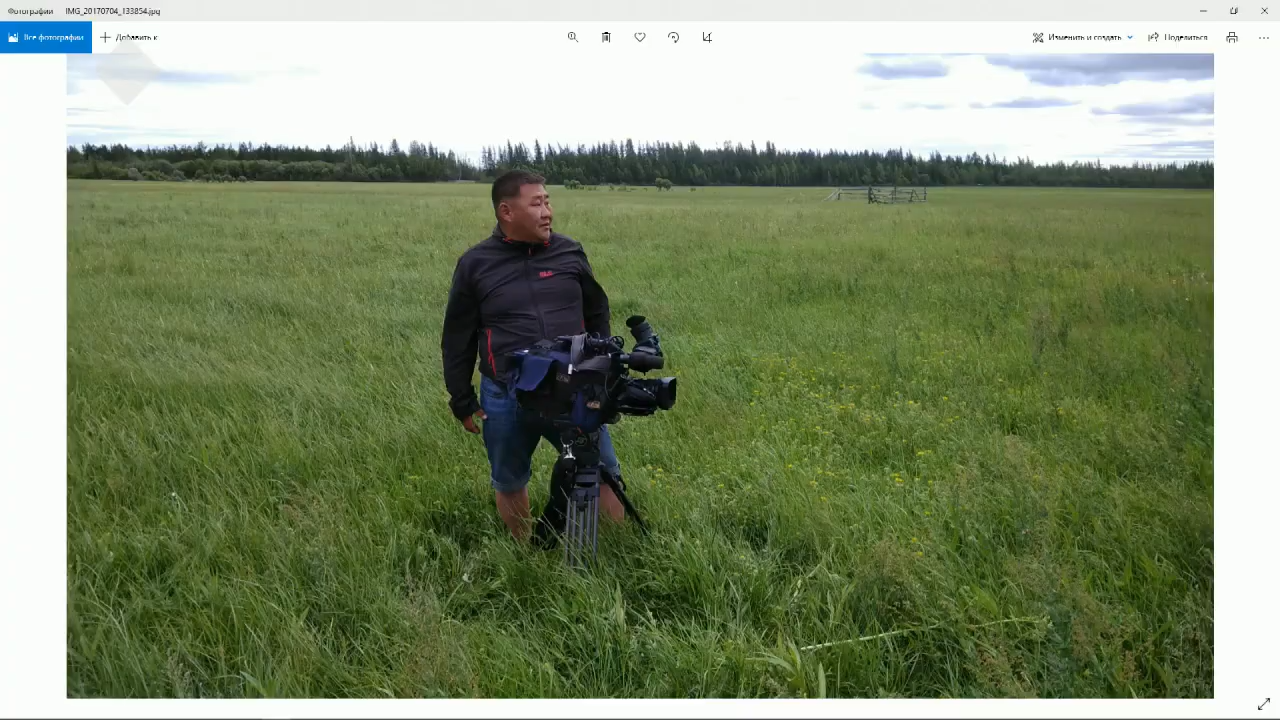 Фотографии IMG_20170704_133854.jpg
Все фотографии Добавить к Изменить и создать Поделиться